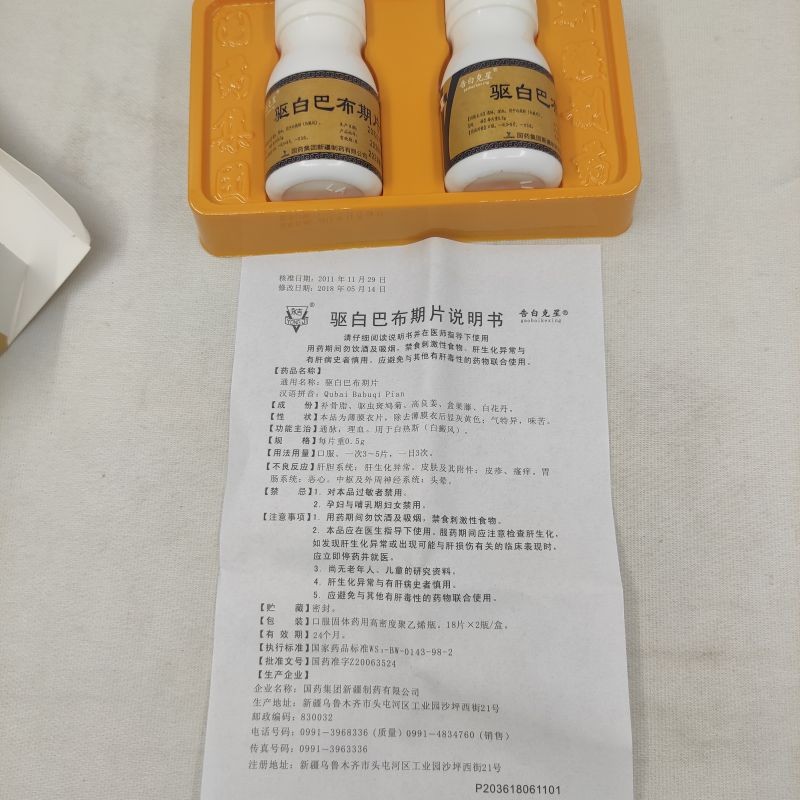 告白克星®
驱白巴布期片
驱白巴布
国药集团新疆制药有限公司
核准日期：2011 年 11 月 29 日
修改日期：2018 年 05 月 14 日
YONGJI
驱白巴布期片说明书
告白克星®
gaobaikexing
请仔细阅读说明书并在医师指导下使用
用药期间勿饮酒及吸烟，禁食刺激性食物。肝生化异常与
有肝病史者慎用。应避免与其他有肝毒性的药物联合使用。
【药品名称】
通用名称：驱白巴布期片
汉语拼音：Qubai Babuqi Pian
【成 份】补骨脂、驱虫斑鸠菊、高良姜、盒果藤、白花丹。
【性 状】本品为薄膜衣片，除去薄膜衣后显灰黄色；气特异，味苦。
【功能主治】通脉，理血。用于白热斯（白癜风）。
【规 格】每片重0.5g
【用法用量】口服。一次3～5片，一日3次。
【不良反应】肝胆系统：肝生化异常。皮肤及其附件：皮疹、瘙痒。胃
肠系统：恶心。中枢及外周神经系统：头晕。
【禁 忌】1. 对本品过敏者禁用。
2. 孕妇与哺乳期妇女禁用。
【注意事项】1. 用药期间勿饮酒及吸烟，禁食刺激性食物。
2. 本品应在医生指导下使用。服药期间应注意检查肝生化，
如发现肝生化异常或出现可能与肝损伤有关的临床表现时，
应立即停药并就医。
3. 尚无老年人、儿童的研究资料。
4. 肝生化异常与有肝病史者慎用。
5. 应避免与其他有肝毒性的药物联合使用。
【贮 藏】密封。
【包 装】口服固体药用高密度聚乙烯瓶。18片×2瓶/盒。
【有 效 期】24个月。
【执行标准】国家药品标准WS₃-BW-0143-98-2
【批准文号】国药准字Z20063524
【生产企业】
企业名称：国药集团新疆制药有限公司
生产地址：新疆乌鲁木齐市头屯河区工业园沙坪西街21号
邮政编码：830032
电话号码：0991—3968336（质量）0991—4834760（销售）
传真号码：0991—3963336
注册地址：新疆乌鲁木齐市头屯河区工业园沙坪西街21号
P203618061101